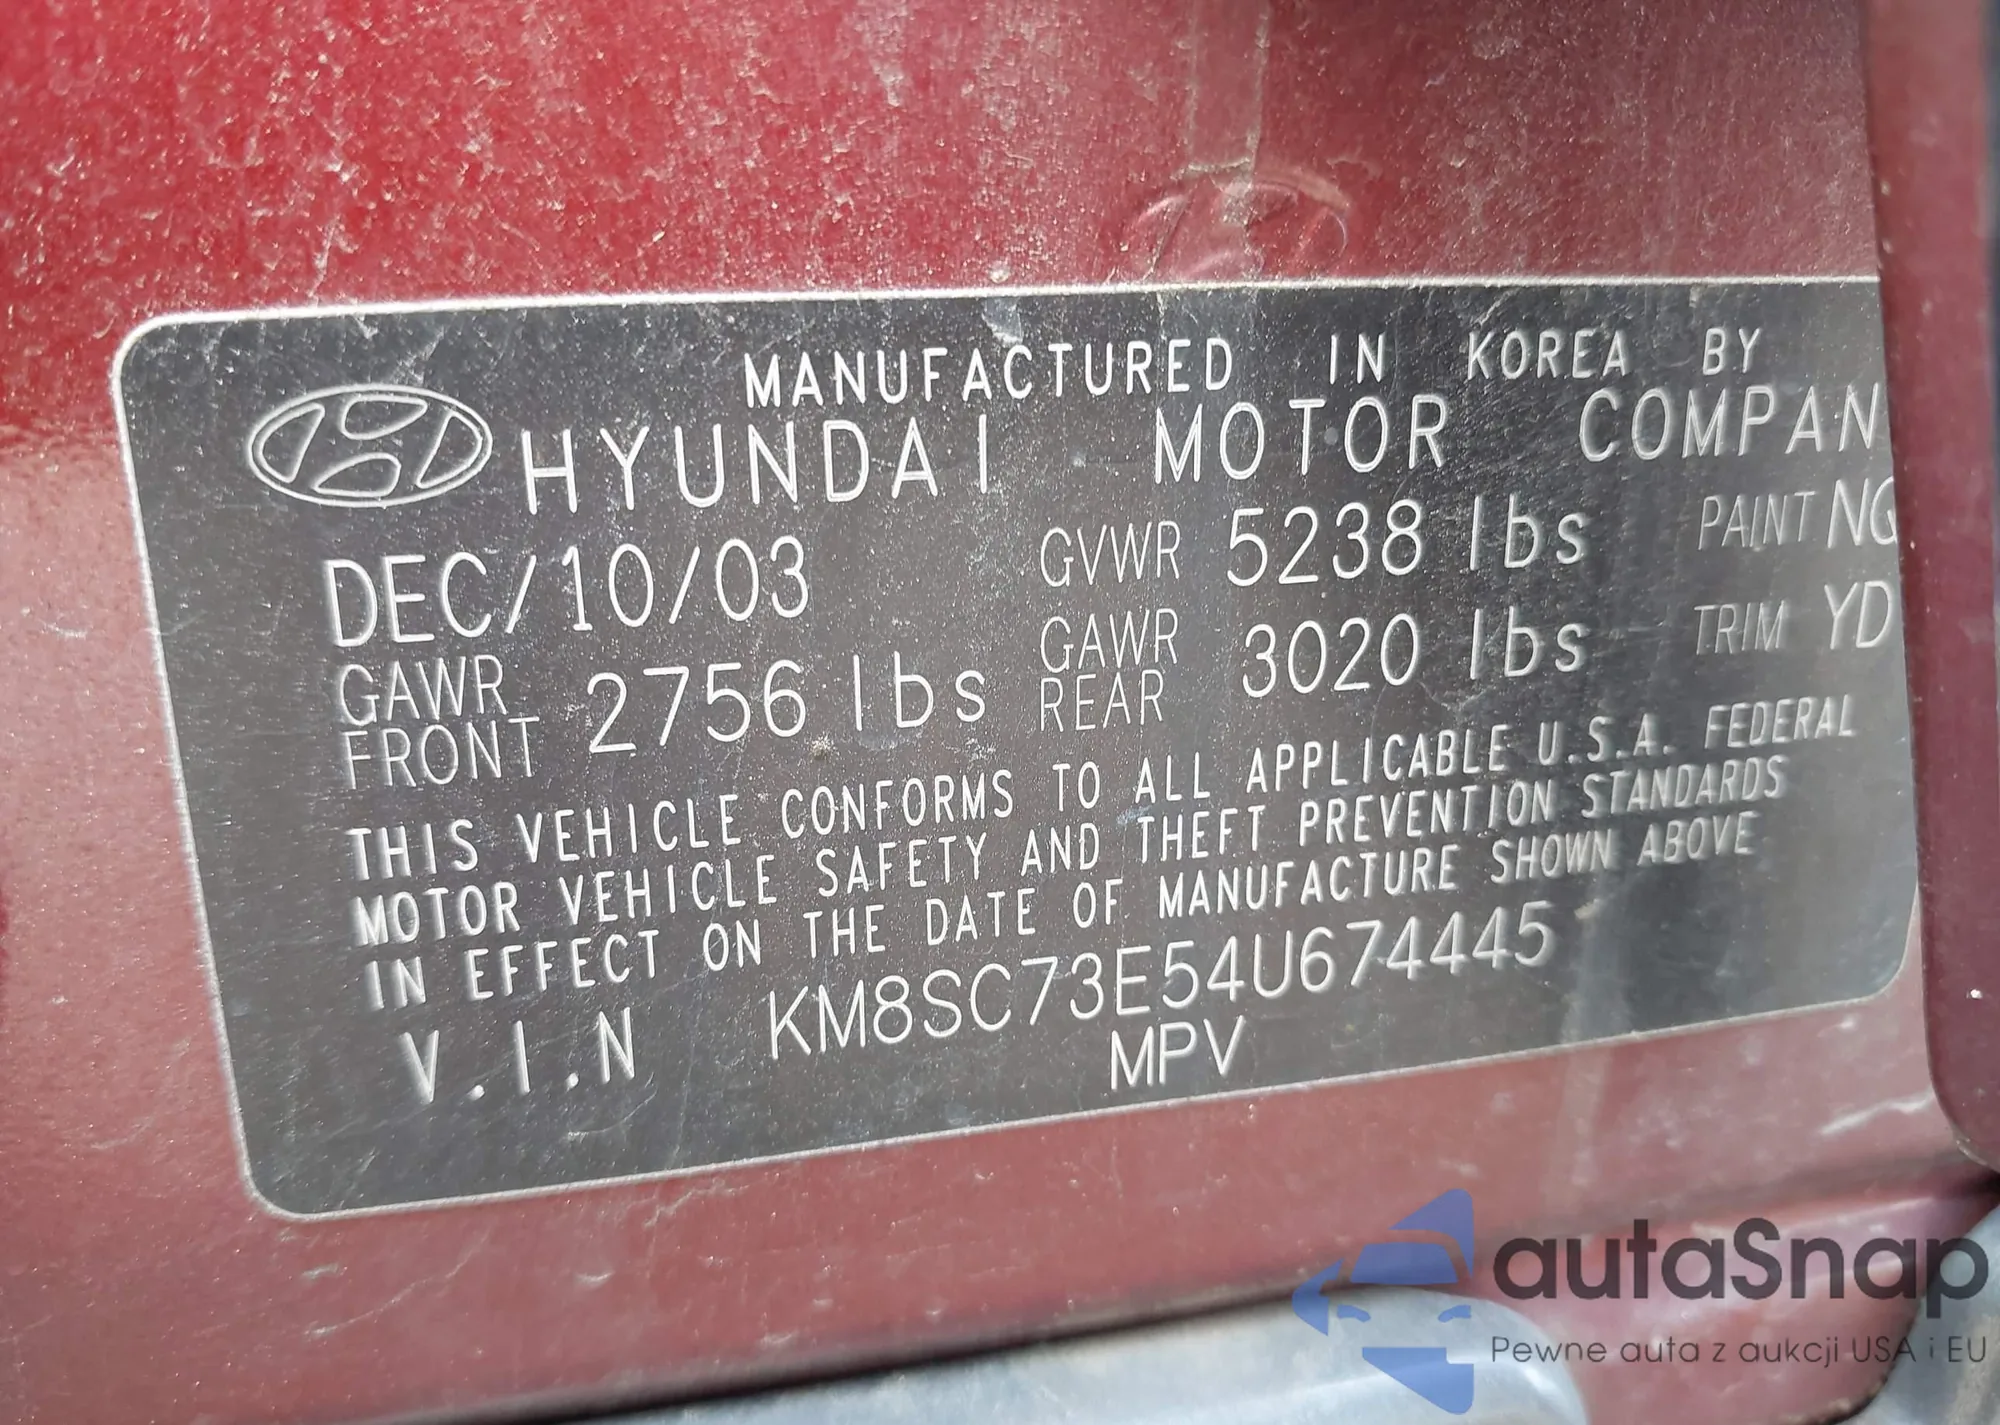 MANUFACTURED IN KOREA BY
HYUNDAI MOTOR COMPAN
DEC/10/03 GVWR 5238 lbs PAINT NG
GAWR FRONT 2756 lbs GAWR REAR 3020 lbs TRIM YD
THIS VEHICLE CONFORMS TO ALL APPLICABLE U.S.A. FEDERAL
MOTOR VEHICLE SAFETY AND THEFT PREVENTION STANDARDS
IN EFFECT ON THE DATE OF MANUFACTURE SHOWN ABOVE
V.I.N KM8SC73E54U674445
MPV
autaSnap
Pewne auta z aukcji USA i EU